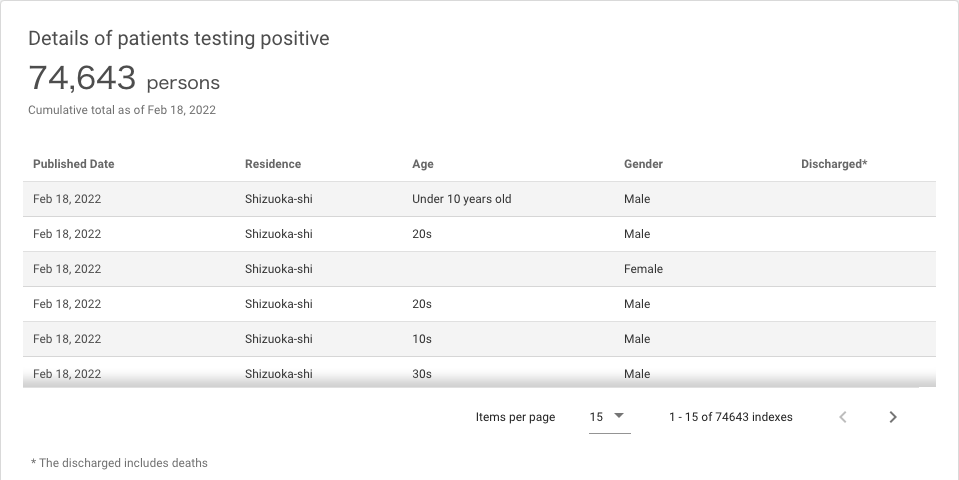 Details of patients testing positive
74,643 persons
Cumulative total as of Feb 18, 2022
Published Date Residence Age Gender Discharged*
Feb 18, 2022 Shizuoka-shi Under 10 years old Male
Feb 18, 2022 Shizuoka-shi 20s Male
Feb 18, 2022 Shizuoka-shi Female
Feb 18, 2022 Shizuoka-shi 20s Male
Feb 18, 2022 Shizuoka-shi 10s Male
Feb 18, 2022 Shizuoka-shi 30s Male
Items per page 15 1 - 15 of 74643 indexes
* The discharged includes deaths